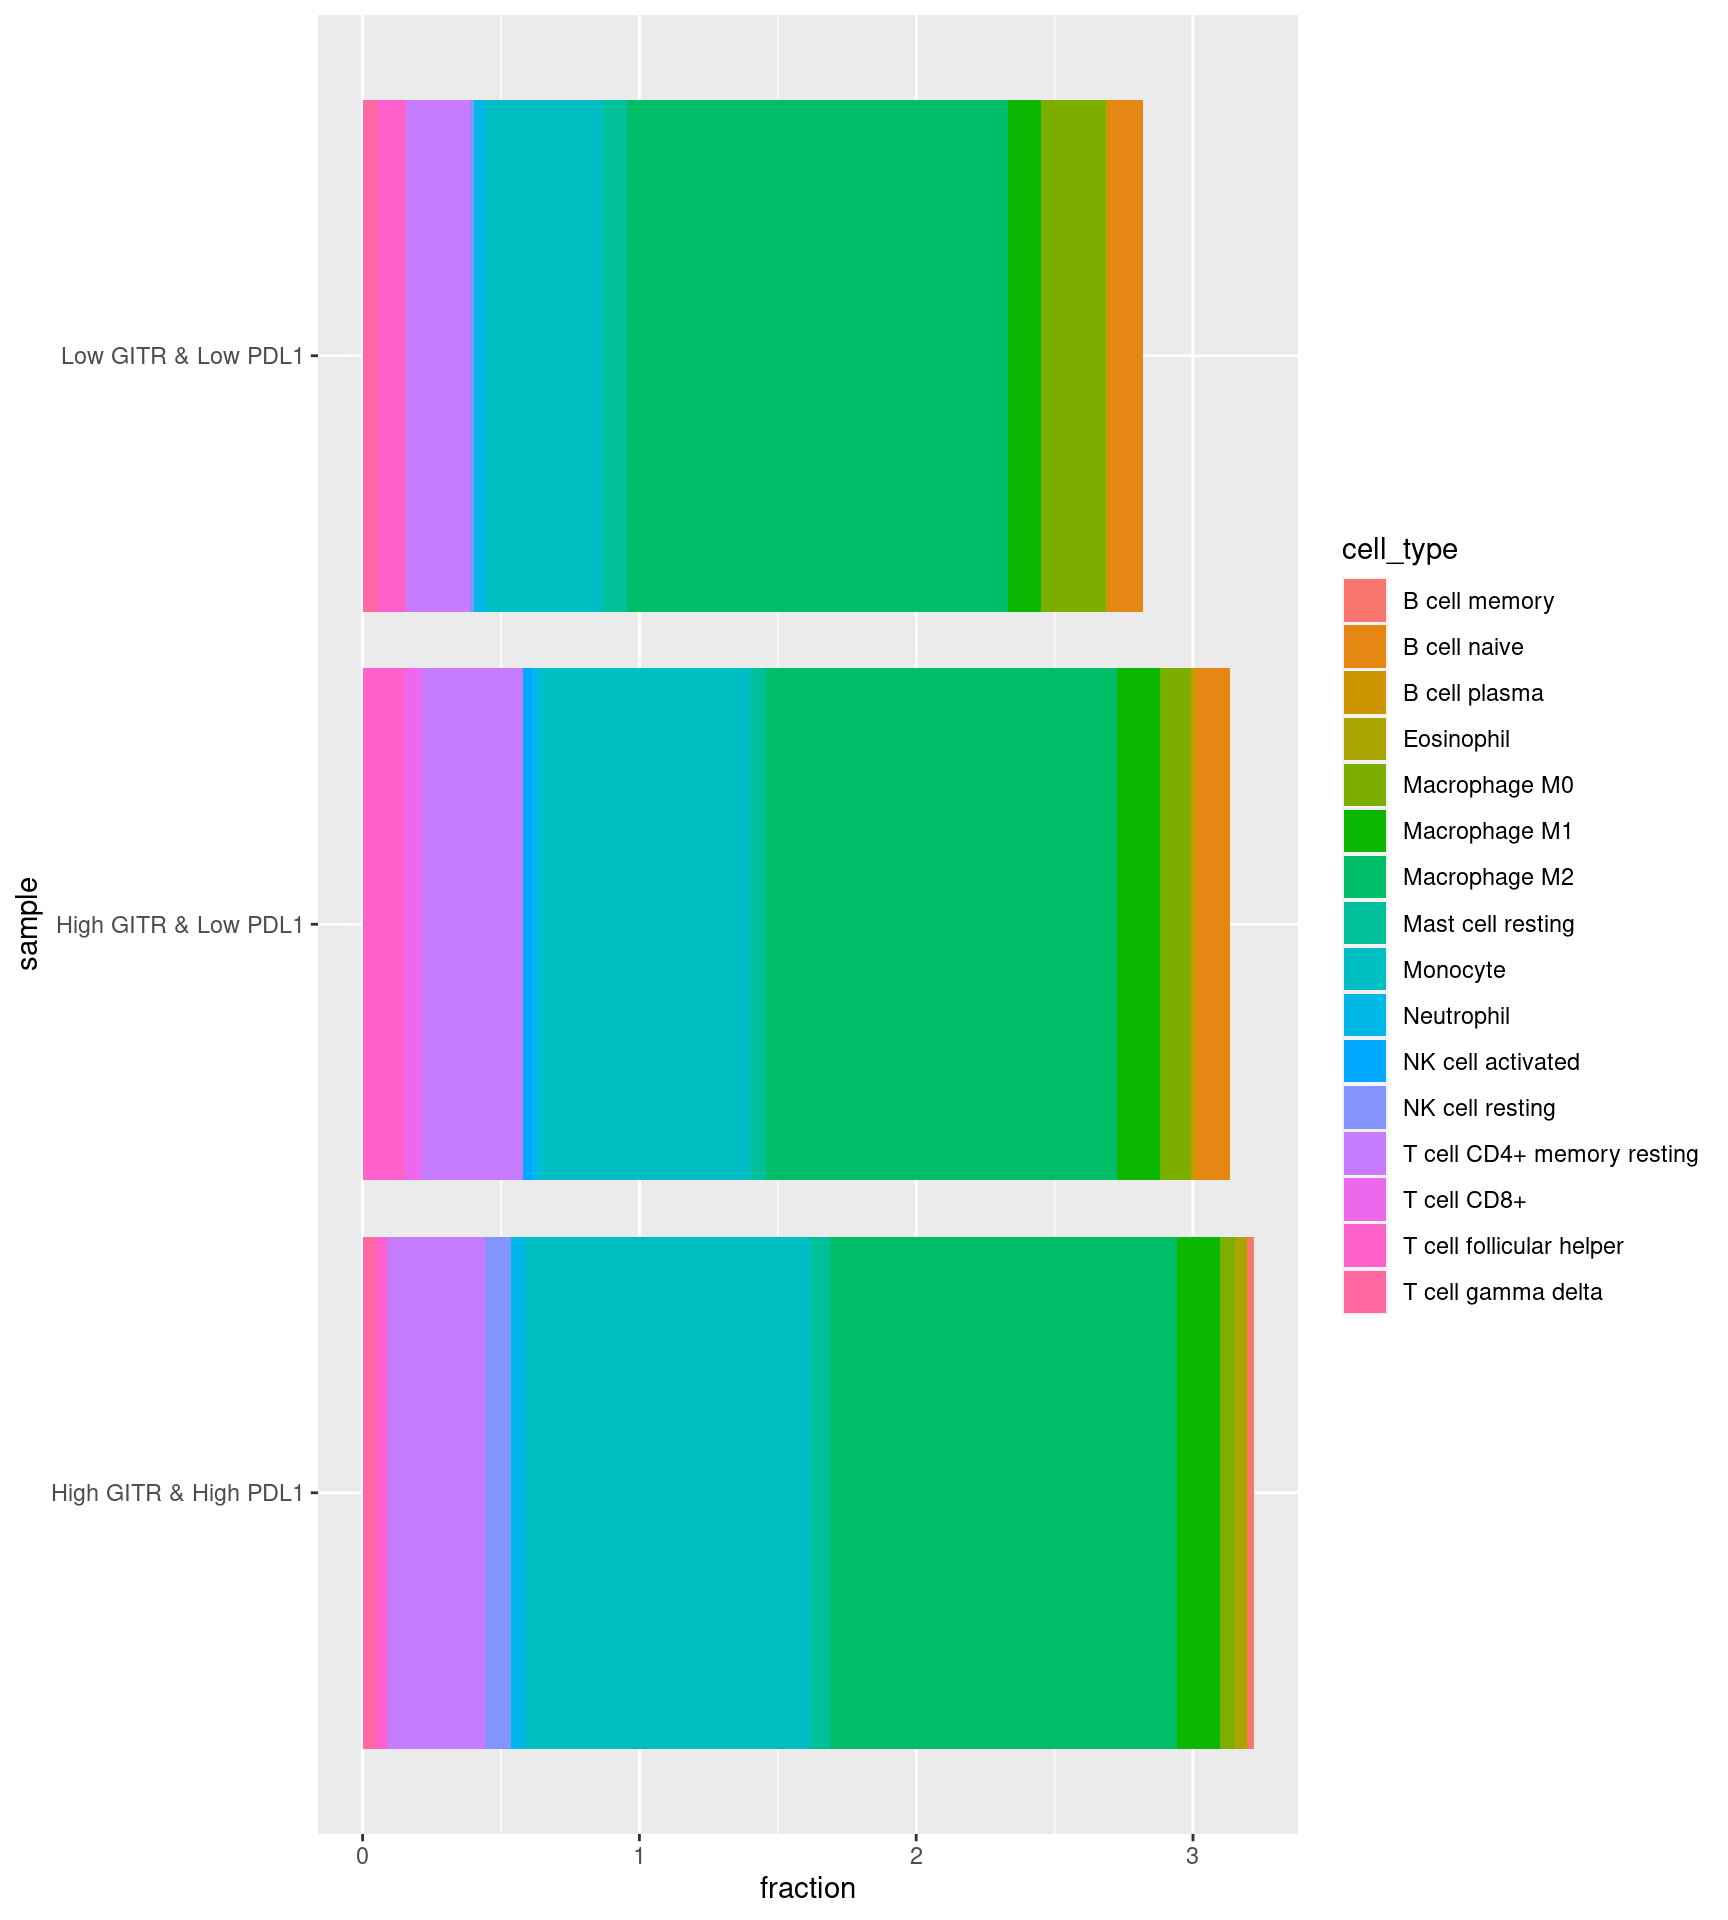 Low GITR & Low PDL1
High GITR & Low PDL1
High GITR & High PDL1
sample
0 1 2 3
fraction
cell_type
B cell memory
B cell naive
B cell plasma
Eosinophil
Macrophage M0
Macrophage M1
Macrophage M2
Mast cell resting
Monocyte
Neutrophil
NK cell activated
NK cell resting
T cell CD4+ memory resting
T cell CD8+
T cell follicular helper
T cell gamma delta